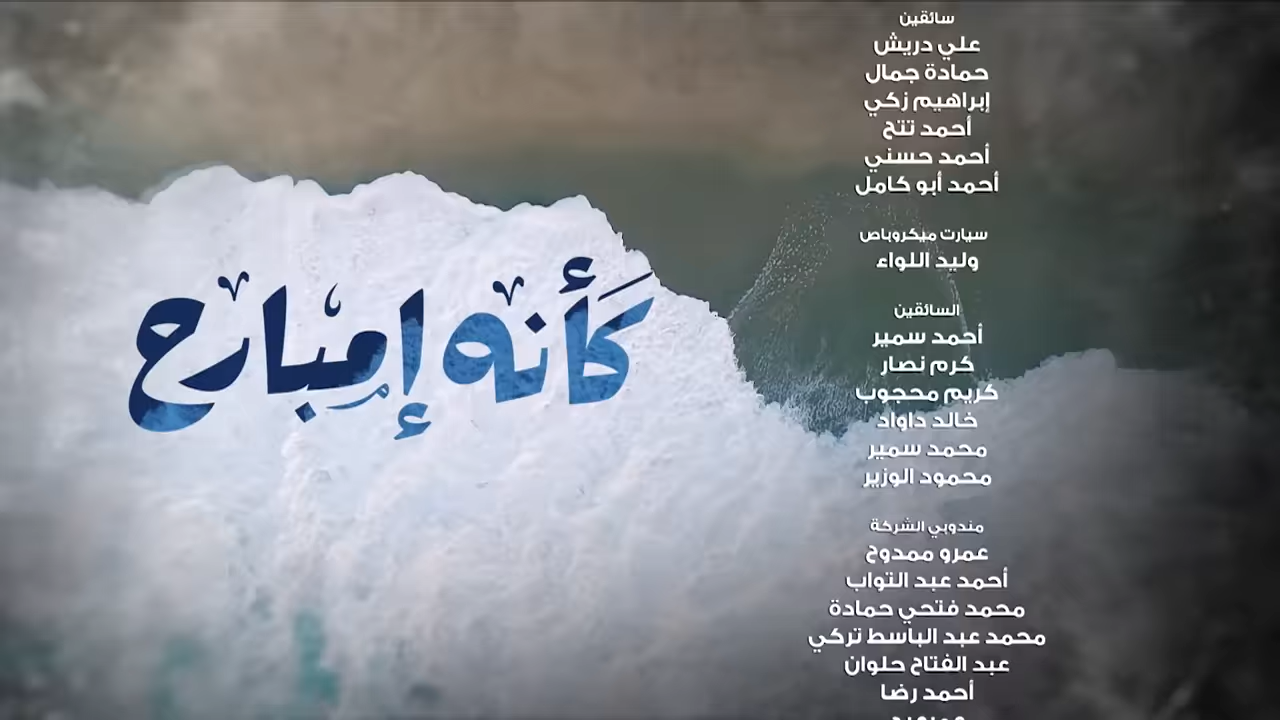 كأنه إمبارح
سائقين
علي دريش
حمادة جمال
إبراهيم زكي
أحمد تتح
أحمد حسني
أحمد أبو كامل
سيارت ميكروباص
وليد اللواء
السائقين
أحمد سمير
كرم نصار
كريم محجوب
خالد داواد
محمد سمير
محمود الوزير
مندوبي الشركة
عمرو ممدوح
أحمد عبد التواب
محمد فتحي حمادة
محمد عبد الباسط تركي
عبد الفتاح حلوان
أحمد رضا